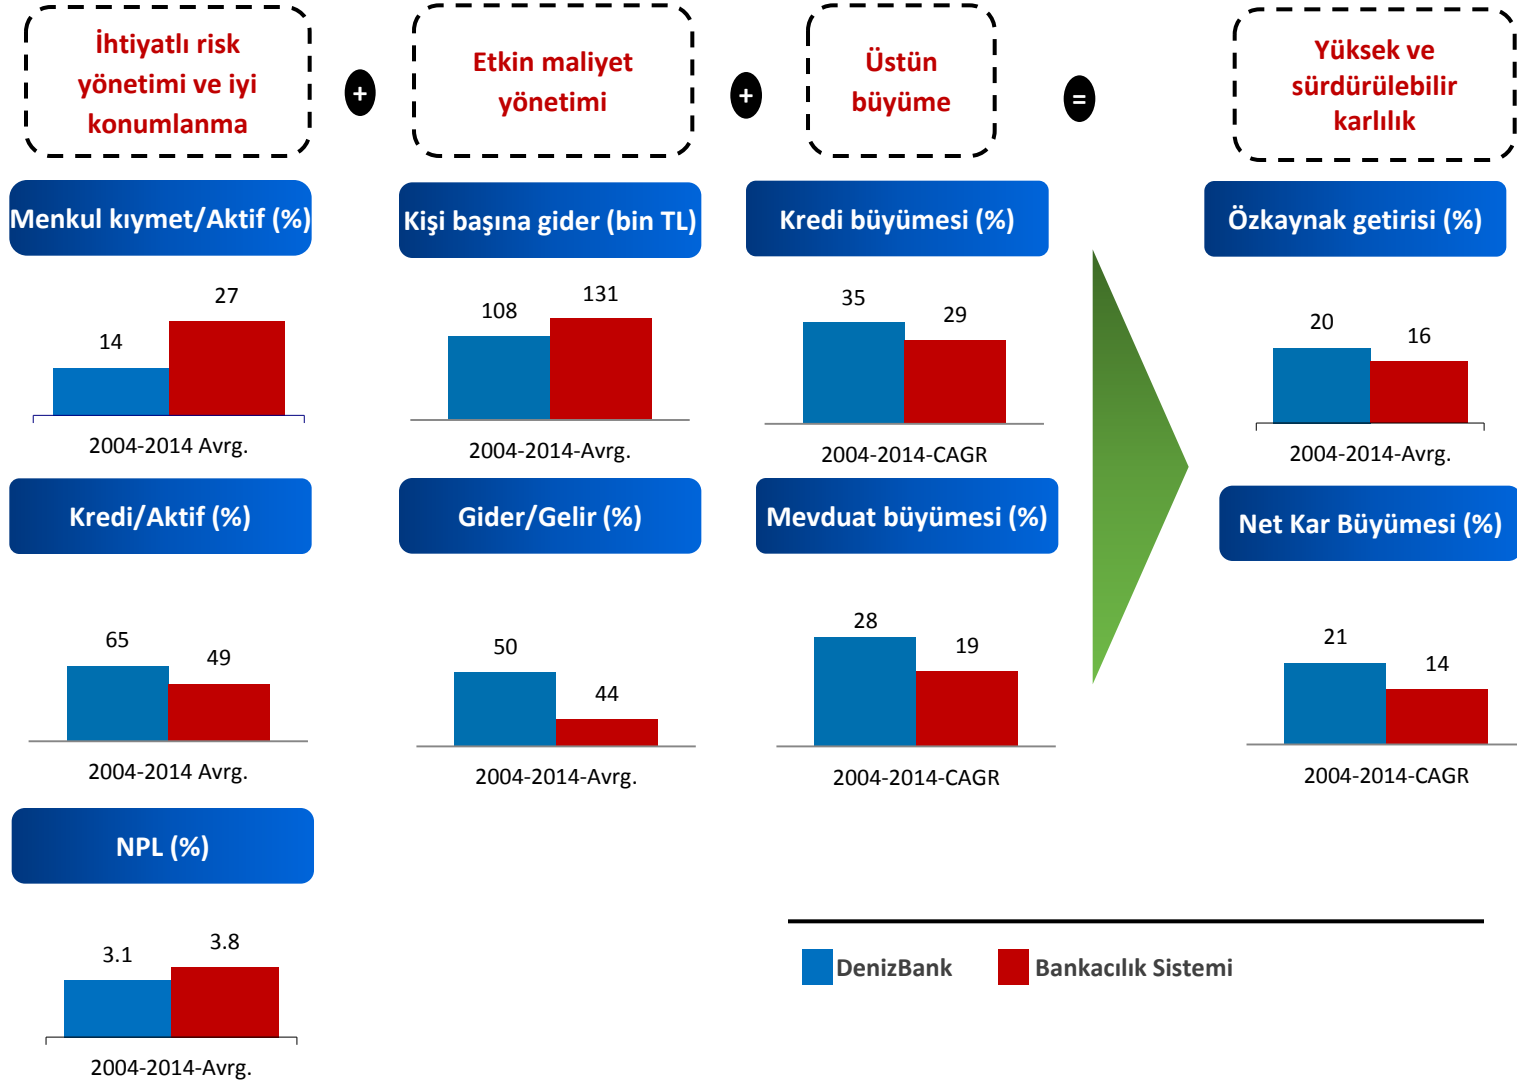 İhtiyatlı risk
yönetimi ve iyi
konumlanma
+
Etkin maliyet
yönetimi
+
Üstün
büyüme
=
Yüksek ve
sürdürülebilir
karlılık
Menkul kıymet/Aktif (%)
14
27
2004-2014 Avrg.
Kişi başına gider (bin TL)
108
131
2004-2014-Avrg.
Kredi büyümesi (%)
35
29
2004-2014-CAGR
Özkaynak getirisi (%)
20
16
2004-2014-Avrg.
Kredi/Aktif (%)
65
49
2004-2014 Avrg.
Gider/Gelir (%)
50
44
2004-2014-Avrg.
Mevduat büyümesi (%)
28
19
2004-2014-CAGR
Net Kar Büyümesi (%)
21
14
2004-2014-CAGR
NPL (%)
3.1
3.8
2004-2014-Avrg.
DenizBank
Bankacılık Sistemi